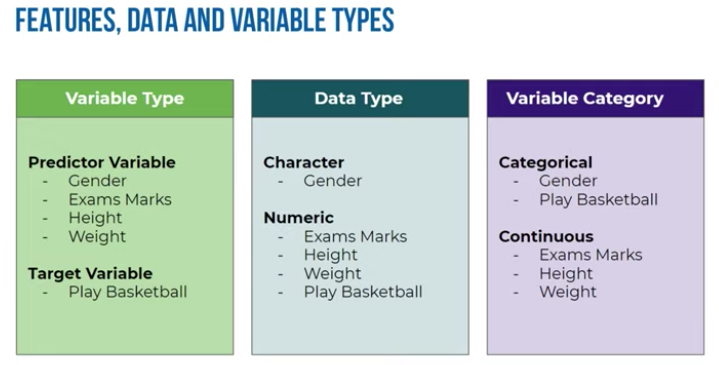 FEATURES, DATA AND VARIABLE TYPES
Variable Type
Predictor Variable
- Gender
- Exams Marks
- Height
- Weight
Target Variable
- Play Basketball
Data Type
Character
- Gender
Numeric
- Exams Marks
- Height
- Weight
- Play Basketball
Variable Category
Categorical
- Gender
- Play Basketball
Continuous
- Exams Marks
- Height
- Weight